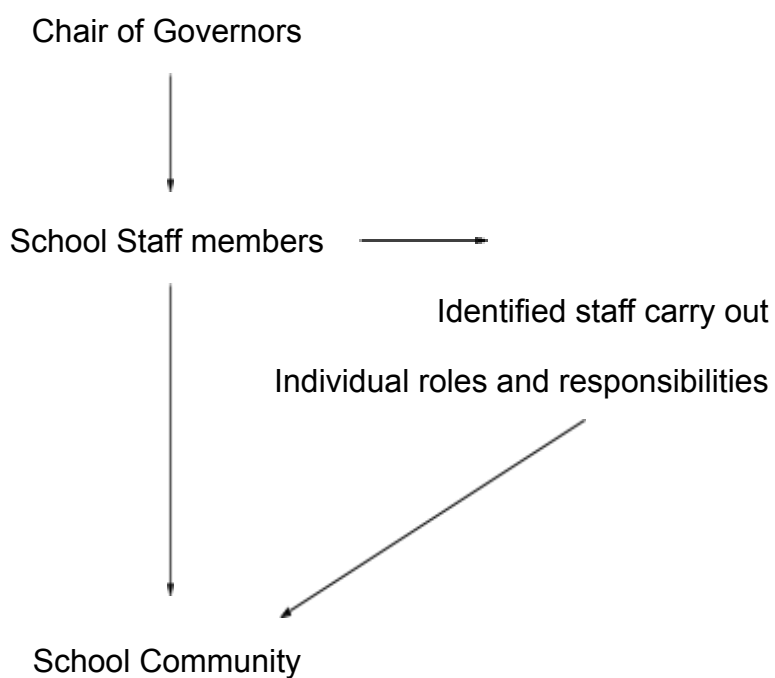 Chair of Governors
School Staff members
Identified staff carry out
Individual roles and responsibilities
School Community